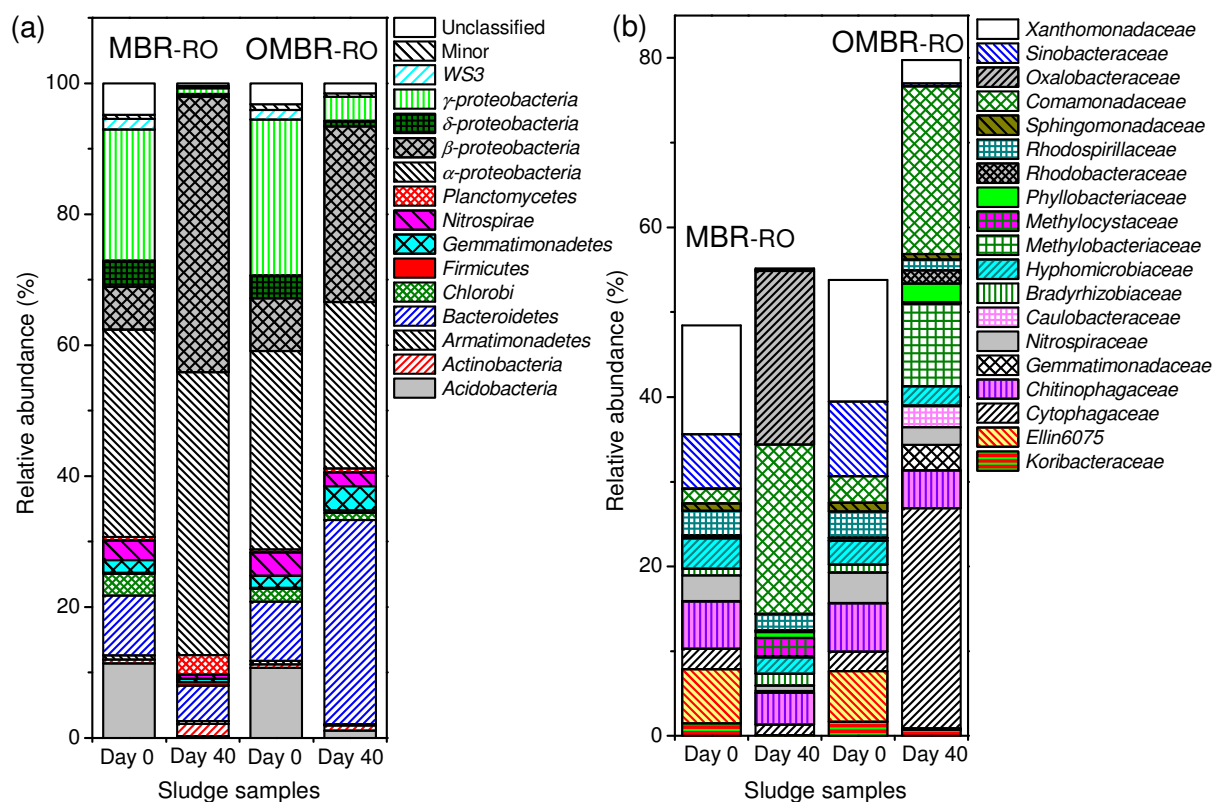 (a)
MBR-RO
OMBR-RO
100
80
60
40
20
0
Relative abundance (%)
Day 0
Day 40
Day 0
Day 40
Sludge samples
Unclassified
Minor
WS3
γ-proteobacteria
δ-proteobacteria
β-proteobacteria
α-proteobacteria
Planctomycetes
Nitrospirae
Gemmatimonadetes
Firmicutes
Chlorobi
Bacteroidetes
Armatimonadetes
Actinobacteria
Acidobacteria
(b)
OMBR-RO
MBR-RO
80
60
40
20
0
Relative abundance (%)
Day 0
Day 40
Day 0
Day 40
Sludge samples
Xanthomonadaceae
Sinobacteraceae
Oxalobacteraceae
Comamonadaceae
Sphingomonadaceae
Rhodospirillaceae
Rhodobacteraceae
Phyllobacteriaceae
Methylocystaceae
Methylobacteriaceae
Hyphomicrobiaceae
Bradyrhizobiaceae
Caulobacteraceae
Nitrospiraceae
Gemmatimonadaceae
Chitinophagaceae
Cytophagaceae
Ellin6075
Koribacteraceae